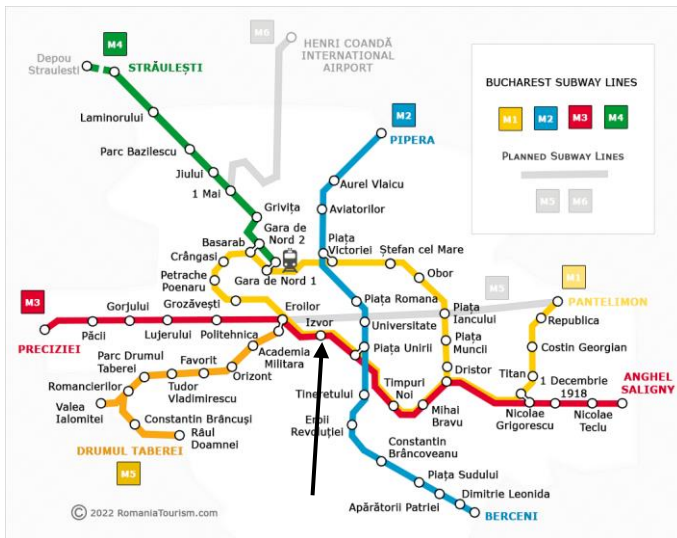 M6
HENRI COANDĂ
INTERNATIONAL
AIRPORT
M4
Depou
Straulesti
STRĂULEȘTI
Laminorului
Parc Bazilescu
Jiului
1 Mai
Grivița
Gara de
Nord 2
Basarab
Crângasi
Gara de Nord 1
Petrache
Poenaru
Grozăvești
M2
PIPERA
Aurel Vlaicu
Aviatorilor
Piața
Victoriei
Ștefan cel Mare
Obor
Piața
Iancului
Piața
Muncii
Dristor
BUCHAREST SUBWAY LINES
M1
M2
M3
M4
PLANNED SUBWAY LINES
M5
M6
M3
PRECIZIEI
Păcii
Gorjului
Lujerului
Politehnica
Eroilor
Izvor
Academia
Militara
Piața Romana
Universitate
Piața Unirii
Tineretului
Eroii
Revoluției
Constantin
Brâncoveanu
Piața Sudului
Apărătorii Patriei
Dimitrie Leonida
BERCENI
Timpuri
Noi
Mihai
Bravu
M5
M1
PANTELIMON
Republica
Costin Georgian
Titan
1 Decembrie
1918
Nicolae
Grigorescu
Nicolae
Teclu
ANGHEL
SALIGNY
Parc Drumul
Taberei
Favorit
Orizont
Tudor
Vladimirescu
Romancierilor
Valea
Ialomitei
Constantin Brâncuși
Râul
Doamnei
DRUMUL TABEREI
M5
© 2022 RomaniaTourism.com